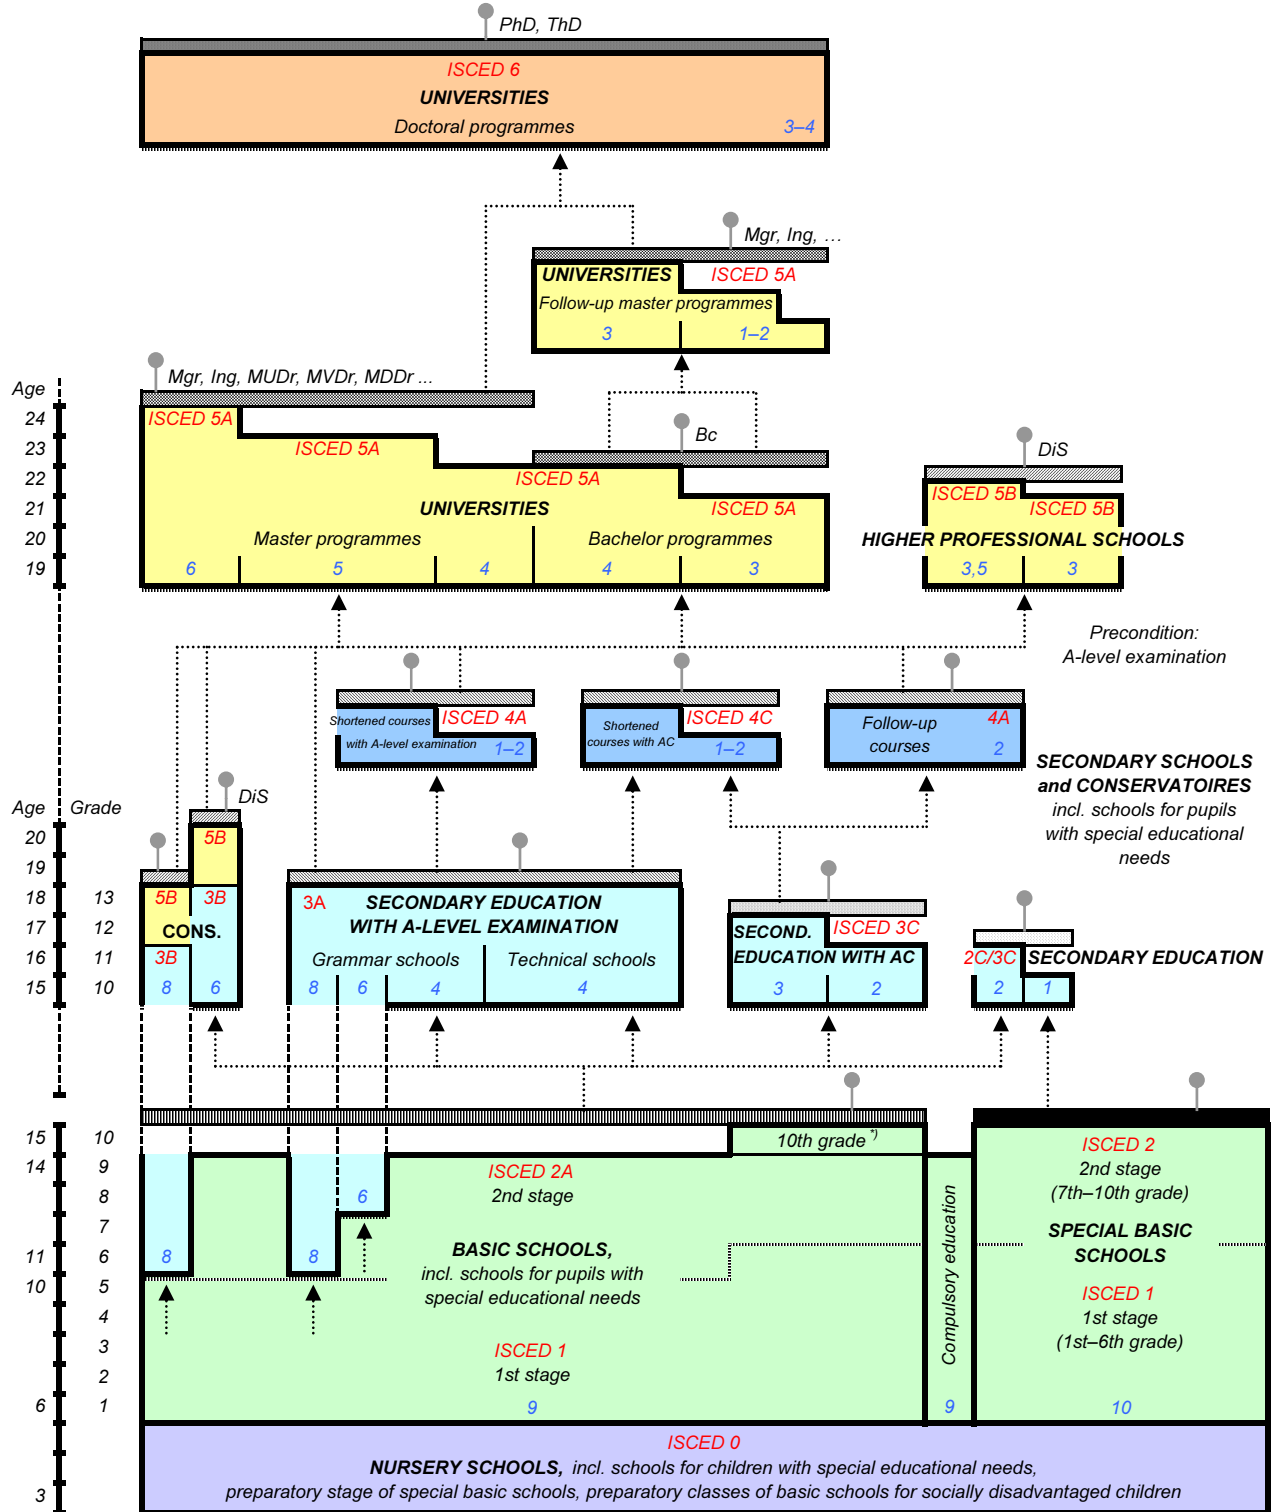 PhD, ThD
ISCED 6
UNIVERSITIES
Doctoral programmes 3–4
Mgr, Ing, ...
UNIVERSITIES ISCED 5A
Follow-up master programmes
3 1–2
Mgr, Ing, MUDr, MVDr, MDDr ...
Age
24 ISCED 5A
Bc
23 ISCED 5A
DiS
22 ISCED 5A
ISCED 5B
21 UNIVERSITIES ISCED 5A ISCED 5B
20 Master programmes Bachelor programmes HIGHER PROFESSIONAL SCHOOLS
19 6 5 4 4 3 3,5 3
Precondition:
A-level examination
Shortened courses ISCED 4A
with A-level examination 1–2
Shortened ISCED 4C
courses with AC 1–2
Follow-up 4A
courses 2
SECONDARY SCHOOLS
and CONSERVATOIRES
incl. schools for pupils
with special educational
needs
DiS
Age Grade
20 5B
19
18 13 5B 3B 3A SECONDARY EDUCATION
17 12 CONS. WITH A-LEVEL EXAMINATION SECOND. ISCED 3C
16 11 3B Grammar schools Technical schools EDUCATION WITH AC 2C/3C SECONDARY EDUCATION
15 10 8 6 8 6 4 4 3 2 2 1
15 10 10th grade *)
14 9 ISCED 2A
8 6 2nd stage
7
11 6 8 8 BASIC SCHOOLS,
10 5 incl. schools for pupils with
special educational needs
4
3 ISCED 1
2 1st stage
6 1 9
Compulsory education
9
ISCED 2
2nd stage
(7th–10th grade)
SPECIAL BASIC
SCHOOLS
ISCED 1
1st stage
(1st–6th grade)
10
ISCED 0
NURSERY SCHOOLS, incl. schools for children with special educational needs,
3 preparatory stage of special basic schools, preparatory classes of basic schools for socially disadvantaged children